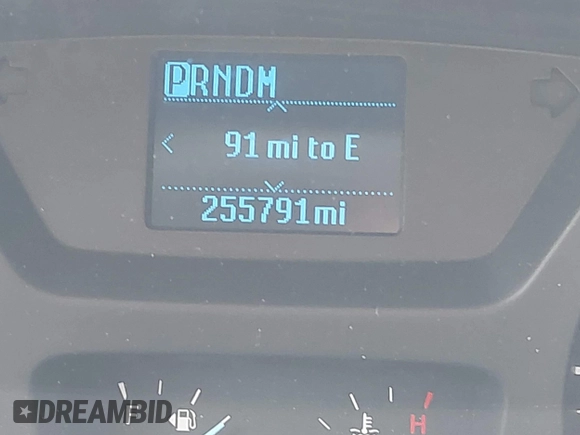 PRNDM
91 mi to E
255791mi
H
DREAMBID